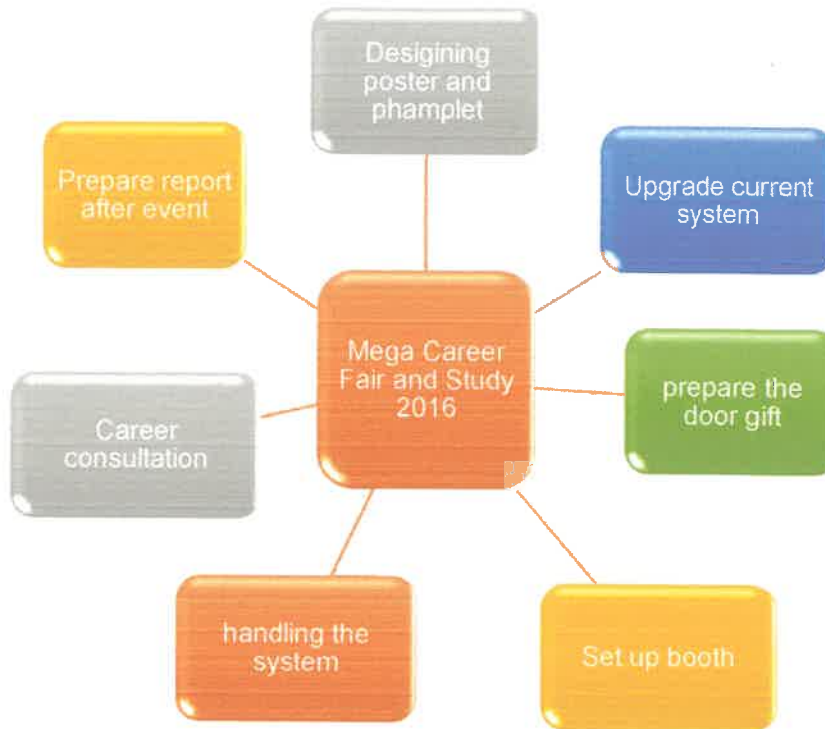 Desigining
poster and
phamplet
Prepare report
after event
Upgrade current
system
Mega Career
Fair and Study
2016
prepare the
door gift
Career
consultation
handling the
system
Set up booth